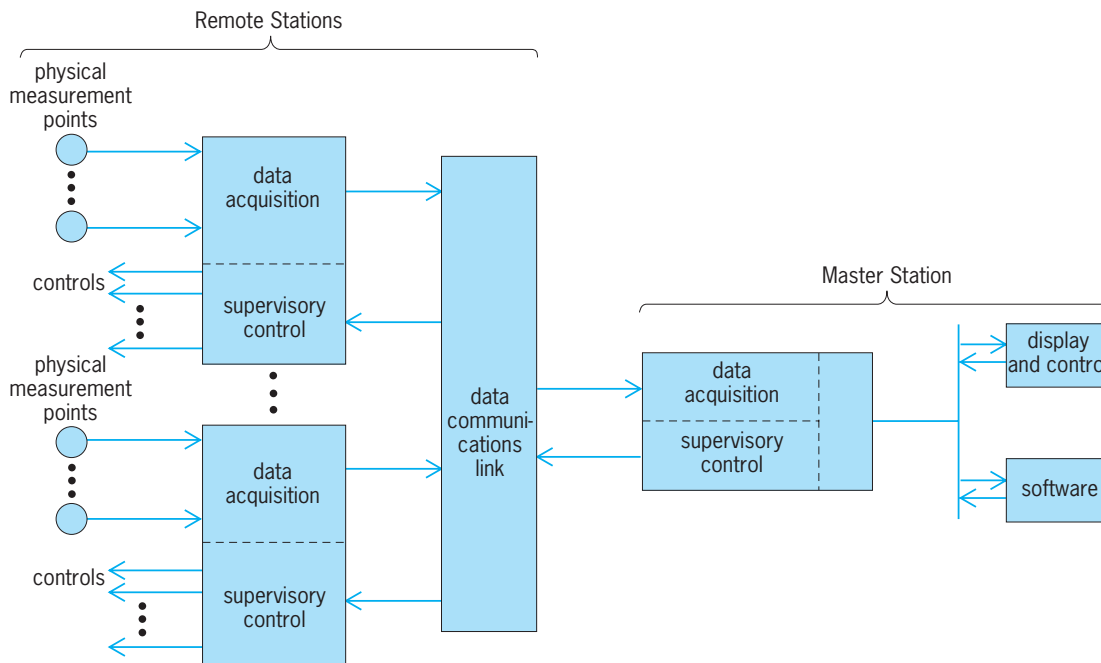 Remote Stations
physical
measurement
points
data
acquisition
controls
supervisory
control
physical
measurement
points
data
acquisition
controls
supervisory
control
data
communi-
cations
link
Master Station
data
acquisition
supervisory
control
display
and control
software